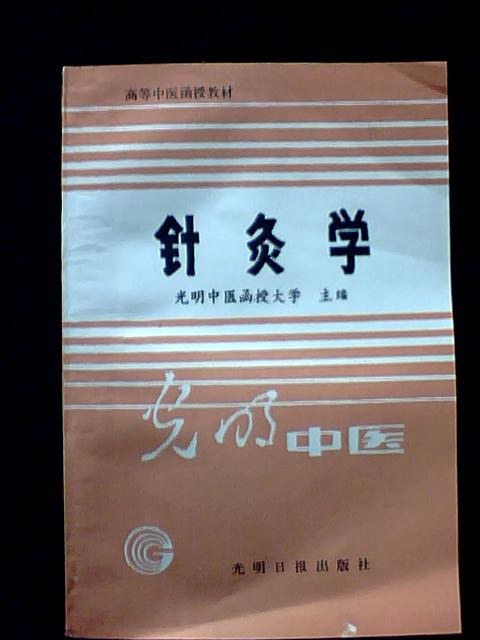 高等中医函授教材
针灸学
光明中医函授大学 主编
光明中医
光明日报出版社